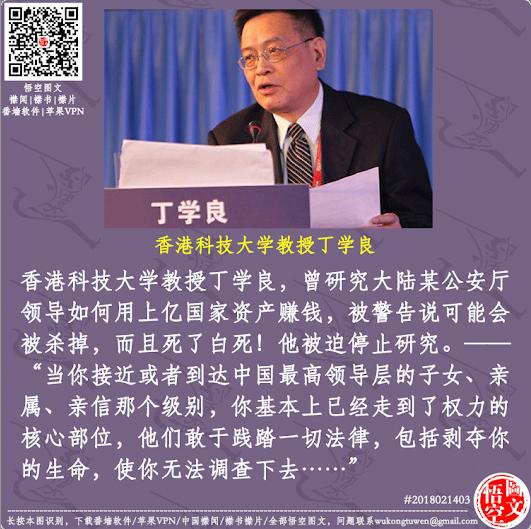 悟空图文
禁闻|禁书|禁片
番墙软件|苹果VPN
丁学良
香港科技大学教授丁学良
香港科技大学教授丁学良，曾研究大陆某公安厅
领导如何用上亿国家资产赚钱，被警告说可能会
被杀掉，而且死了白死！他被迫停止研究。——
“当你接近或者到达中国最高领导层的子女、亲
属、亲信那个级别，你基本上已经走到了权力的
核心部位，他们敢于践踏一切法律，包括剥夺你
的生命，使你无法调查下去……”
#2018021403
悟空圖文
长按本图识别，下载番墙软件/苹果VPN/中国禁闻/禁书禁片/全部悟空图文，问题联系wukongtuwen@gmail.com